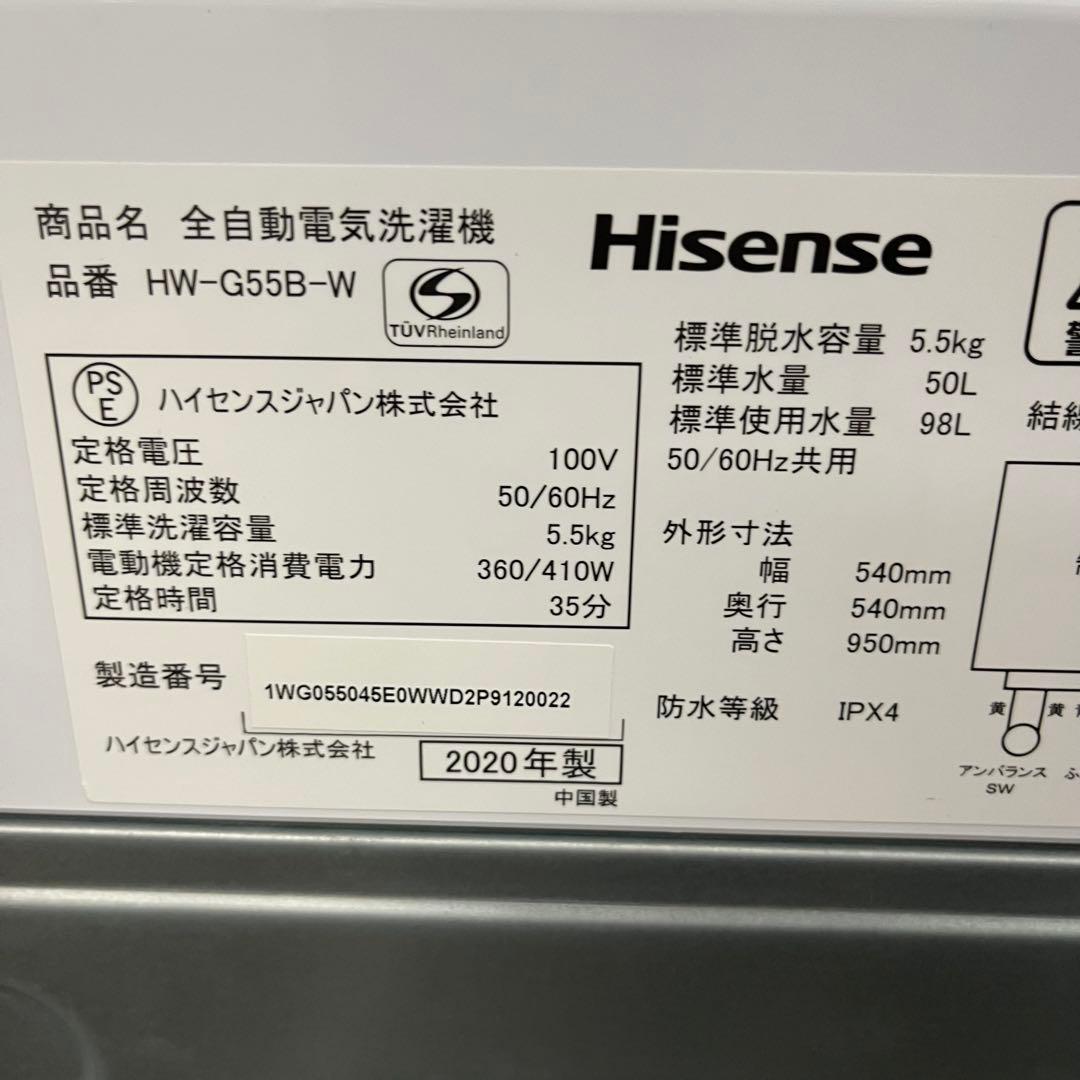 商品名 全自動電気洗濯機
品番 HW-G55B-W
TÜVRheinland
Hisense
PS
E
ハイセンスジャパン株式会社
定格電圧 100V
定格周波数 50/60Hz
標準洗濯容量 5.5kg
電動機定格消費電力 360/410W
定格時間 35分
製造番号 1WG055045E0WWD2P9120022
ハイセンスジャパン株式会社
2020年製
中国製
標準脱水容量 5.5kg
標準水量 50L
標準使用水量 98L
50/60Hz共用
外形寸法
幅 540mm
奥行 540mm
高さ 950mm
防水等級 IPX4
結線
黄 黄
アンバランス ふ
SW